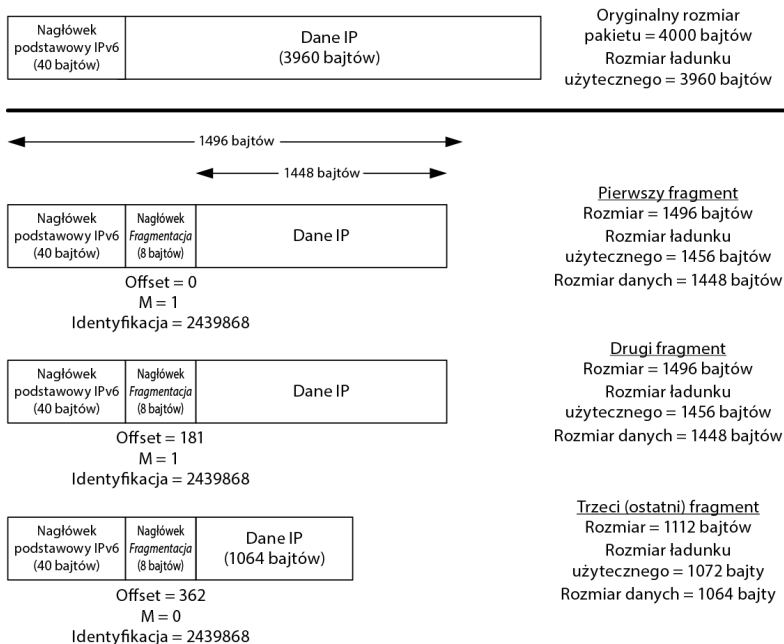 Nagłówek
podstawowy IPv6
(40 bajtów)
Dane IP
(3960 bajtów)
Oryginalny rozmiar
pakietu = 4000 bajtów
Rozmiar ładunku
użytecznego = 3960 bajtów
1496 bajtów
1448 bajtów
Nagłówek
podstawowy IPv6
(40 bajtów)
Nagłówek
Fragmentacja
(8 bajtów)
Dane IP
Offset = 0
M = 1
Identyfikacja = 2439868
Pierwszy fragment
Rozmiar = 1496 bajtów
Rozmiar ładunku
użytecznego = 1456 bajtów
Rozmiar danych = 1448 bajtów
Nagłówek
podstawowy IPv6
(40 bajtów)
Nagłówek
Fragmentacja
(8 bajtów)
Dane IP
Offset = 181
M = 1
Identyfikacja = 2439868
Drugi fragment
Rozmiar = 1496 bajtów
Rozmiar ładunku
użytecznego = 1456 bajtów
Rozmiar danych = 1448 bajtów
Nagłówek
podstawowy IPv6
(40 bajtów)
Nagłówek
Fragmentacja
(8 bajtów)
Dane IP
(1064 bajtów)
Offset = 362
M = 0
Identyfikacja = 2439868
Trzeci (ostatni) fragment
Rozmiar = 1112 bajtów
Rozmiar ładunku
użytecznego = 1072 bajty
Rozmiar danych = 1064 bajty